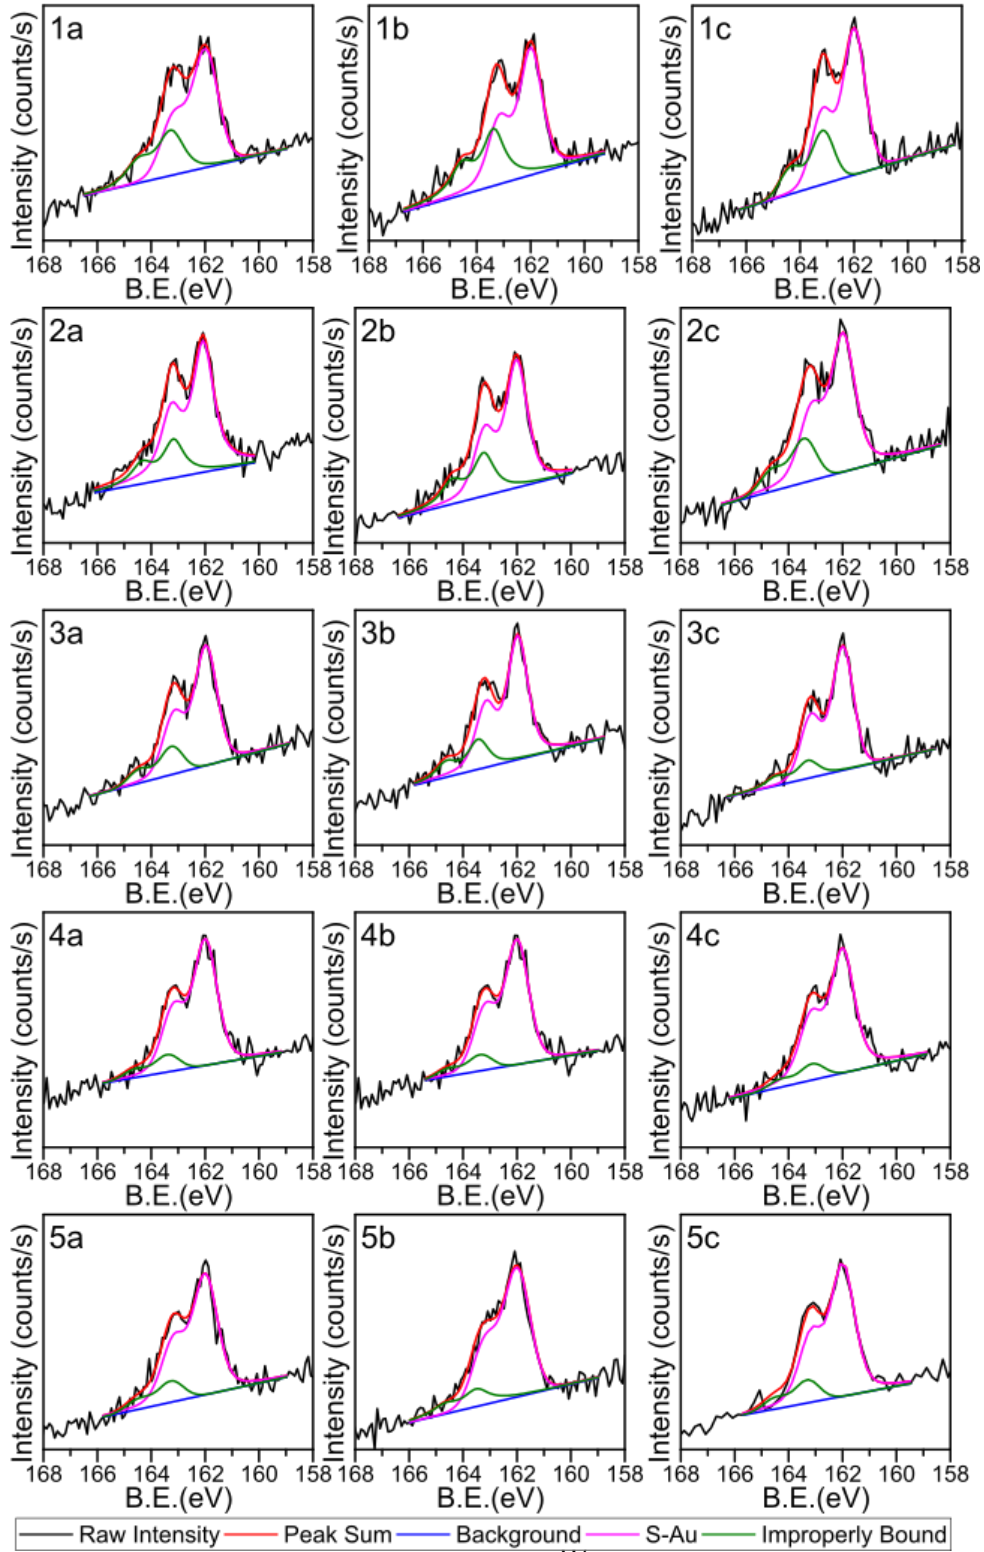 1a 1b 1c
Intensity (counts/s) Intensity (counts/s) Intensity (counts/s)
168 166 164 162 160 158 168 166 164 162 160 158 168 166 164 162 160 158
B.E.(eV) B.E.(eV) B.E.(eV)
2a 2b 2c
Intensity (counts/s) Intensity (counts/s) Intensity (counts/s)
168 166 164 162 160 158 168 166 164 162 160 158 168 166 164 162 160 158
B.E.(eV) B.E.(eV) B.E.(eV)
3a 3b 3c
Intensity (counts/s) Intensity (counts/s) Intensity (counts/s)
168 166 164 162 160 158 168 166 164 162 160 158 168 166 164 162 160 158
B.E.(eV) B.E.(eV) B.E.(eV)
4a 4b 4c
Intensity (counts/s) Intensity (counts/s) Intensity (counts/s)
168 166 164 162 160 158 168 166 164 162 160 158 168 166 164 162 160 158
B.E.(eV) B.E.(eV) B.E.(eV)
5a 5b 5c
Intensity (counts/s) Intensity (counts/s) Intensity (counts/s)
168 166 164 162 160 158 168 166 164 162 160 158 168 166 164 162 160 158
B.E.(eV) B.E.(eV) B.E.(eV)
Raw Intensity Peak Sum Background S-Au Improperly Bound